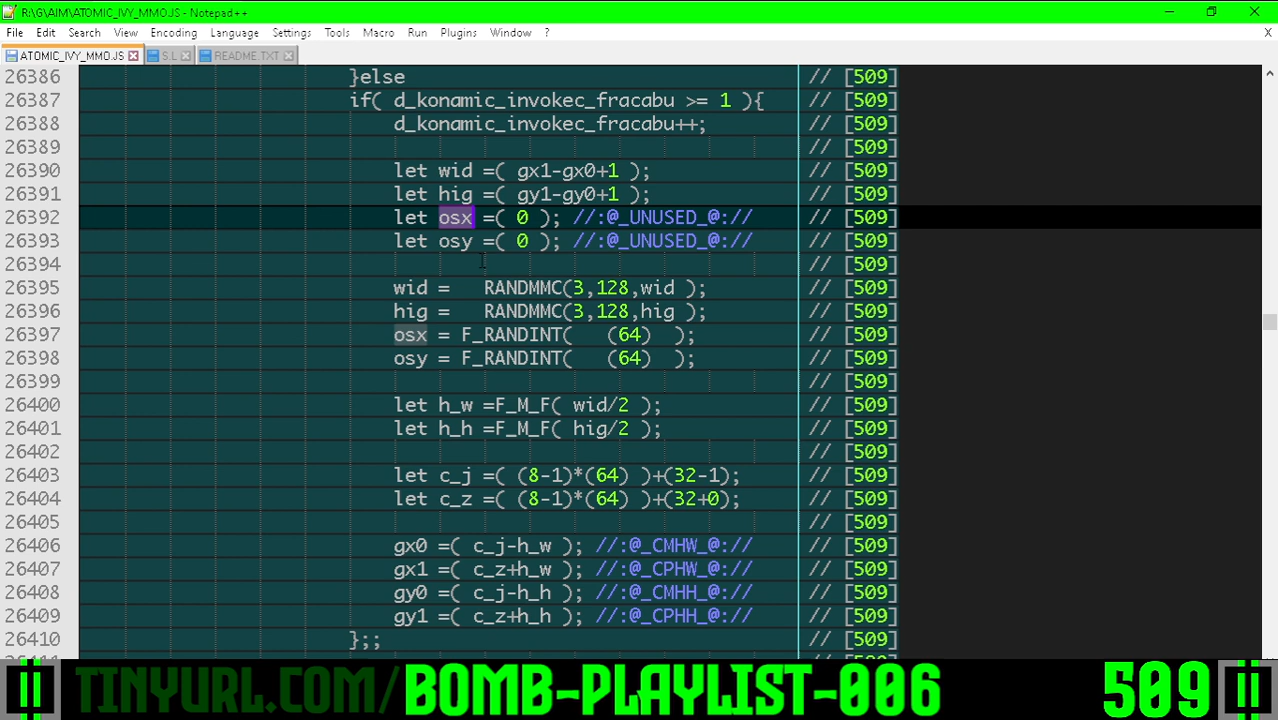 R:\G\AIM\ATOMIC_IVY_MMO.JS - Notepad++
File Edit Search View Encoding Language Settings Tools Macro Run Plugins Window ? X
ATOMIC_IVY_MMO.JS S.L README.TXT
26386 }else // [509]
26387 if( d_konamic_invokec_fracabu >= 1 ){ // [509]
26388 d_konamic_invokec_fracabu++; // [509]
26389 // [509]
26390 let wid =( gx1-gx0+1 ); // [509]
26391 let hig =( gy1-gy0+1 ); // [509]
26392 let osx =( 0 ); //:@_UNUSED_@:// // [509]
26393 let osy =( 0 ); //:@_UNUSED_@:// // [509]
26394 // [509]
26395 wid = RANDMMC(3,128,wid ); // [509]
26396 hig = RANDMMC(3,128,hig ); // [509]
26397 osx = F_RANDINT( (64) ); // [509]
26398 osy = F_RANDINT( (64) ); // [509]
26399 // [509]
26400 let h_w =F_M_F( wid/2 ); // [509]
26401 let h_h =F_M_F( hig/2 ); // [509]
26402 // [509]
26403 let c_j =( (8-1)*(64) )+(32-1); // [509]
26404 let c_z =( (8-1)*(64) )+(32+0); // [509]
26405 // [509]
26406 gx0 =( c_j-h_w ); //:@_CMHW_@:// // [509]
26407 gx1 =( c_z+h_w ); //:@_CPHW_@:// // [509]
26408 gy0 =( c_j-h_h ); //:@_CMHH_@:// // [509]
26409 gy1 =( c_z+h_h ); //:@_CPHH_@:// // [509]
26410 };; // [509]
TINYURL.COM/BOMB-PLAYLIST-006 509